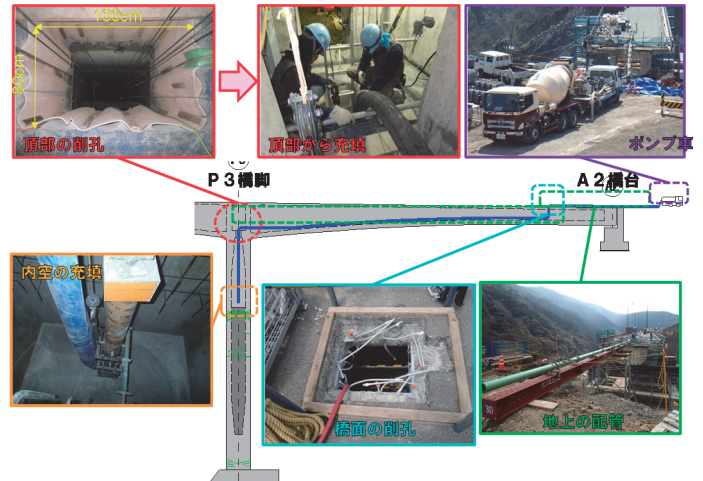 130cm
80cm
頂部の削孔
頂部から充填
ポンプ車
P3橋脚
A2橋台
内空の充填
橋面の削孔
地上の配管